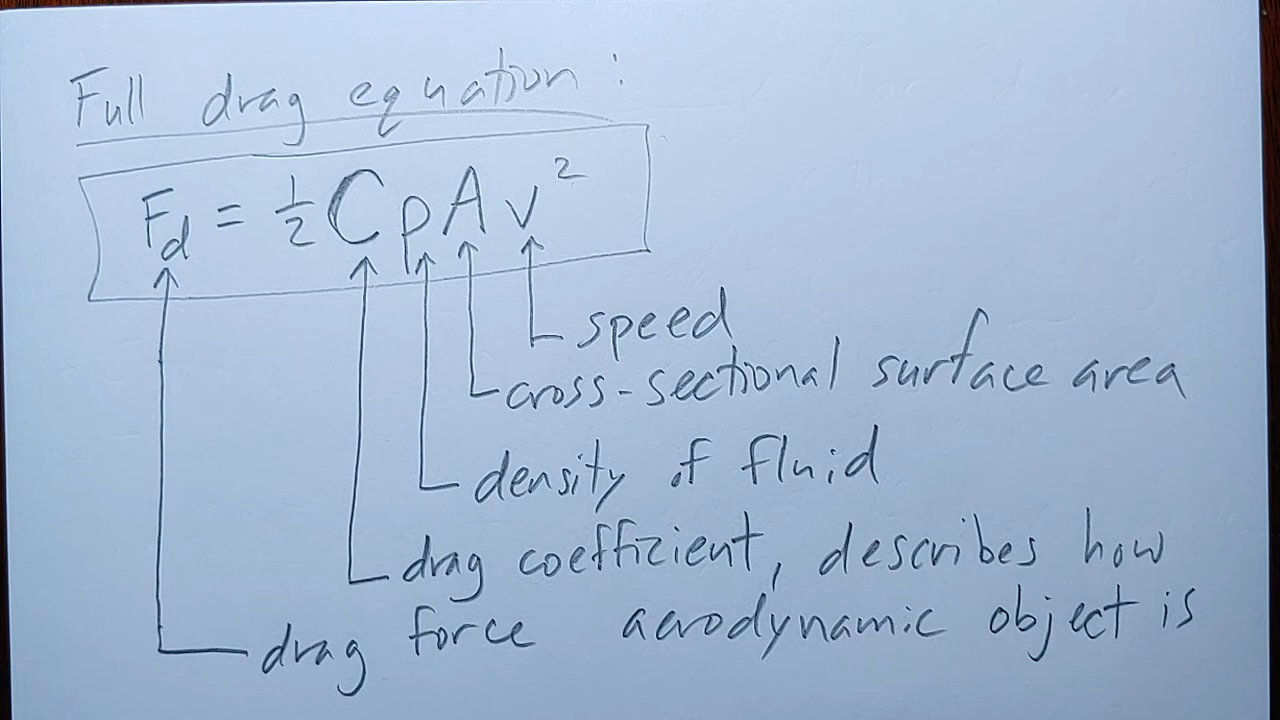 Full drag equation:
F_d = ½ C ρ A v²
speed
cross-sectional surface area
density of fluid
drag coefficient, describes how
aerodynamic object is
drag force